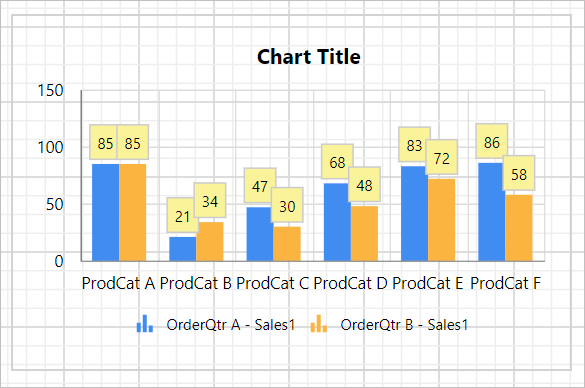 Chart Title
150
100
50
0
85 85 21 34 47 30 68 48 83 72 86 58
ProdCat A ProdCat B ProdCat C ProdCat D ProdCat E ProdCat F
OrderQtr A - Sales1 OrderQtr B - Sales1